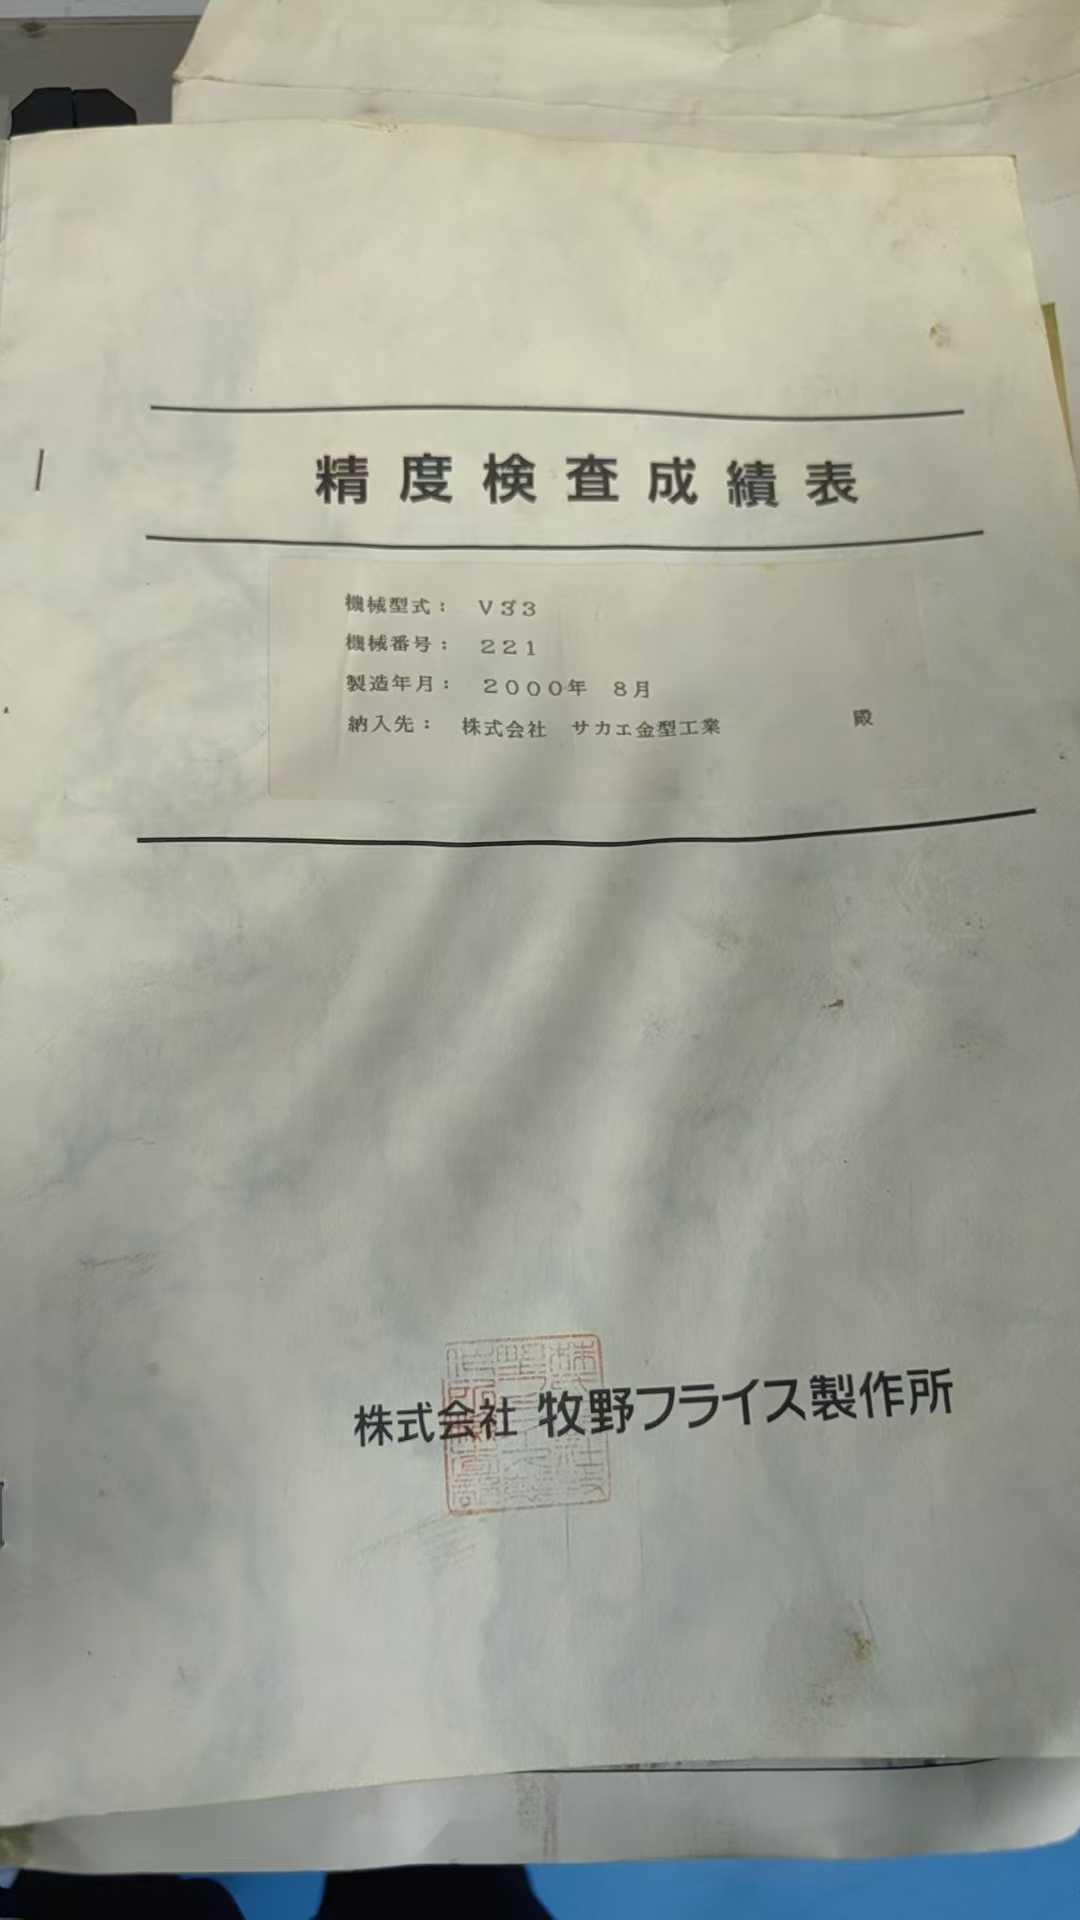 精度検査成績表
機械型式： V33
機械番号： 221
製造年月： 2000年 8月
納入先： 株式会社 サカエ金型工業 殿
株式会社 牧野フライス製作所